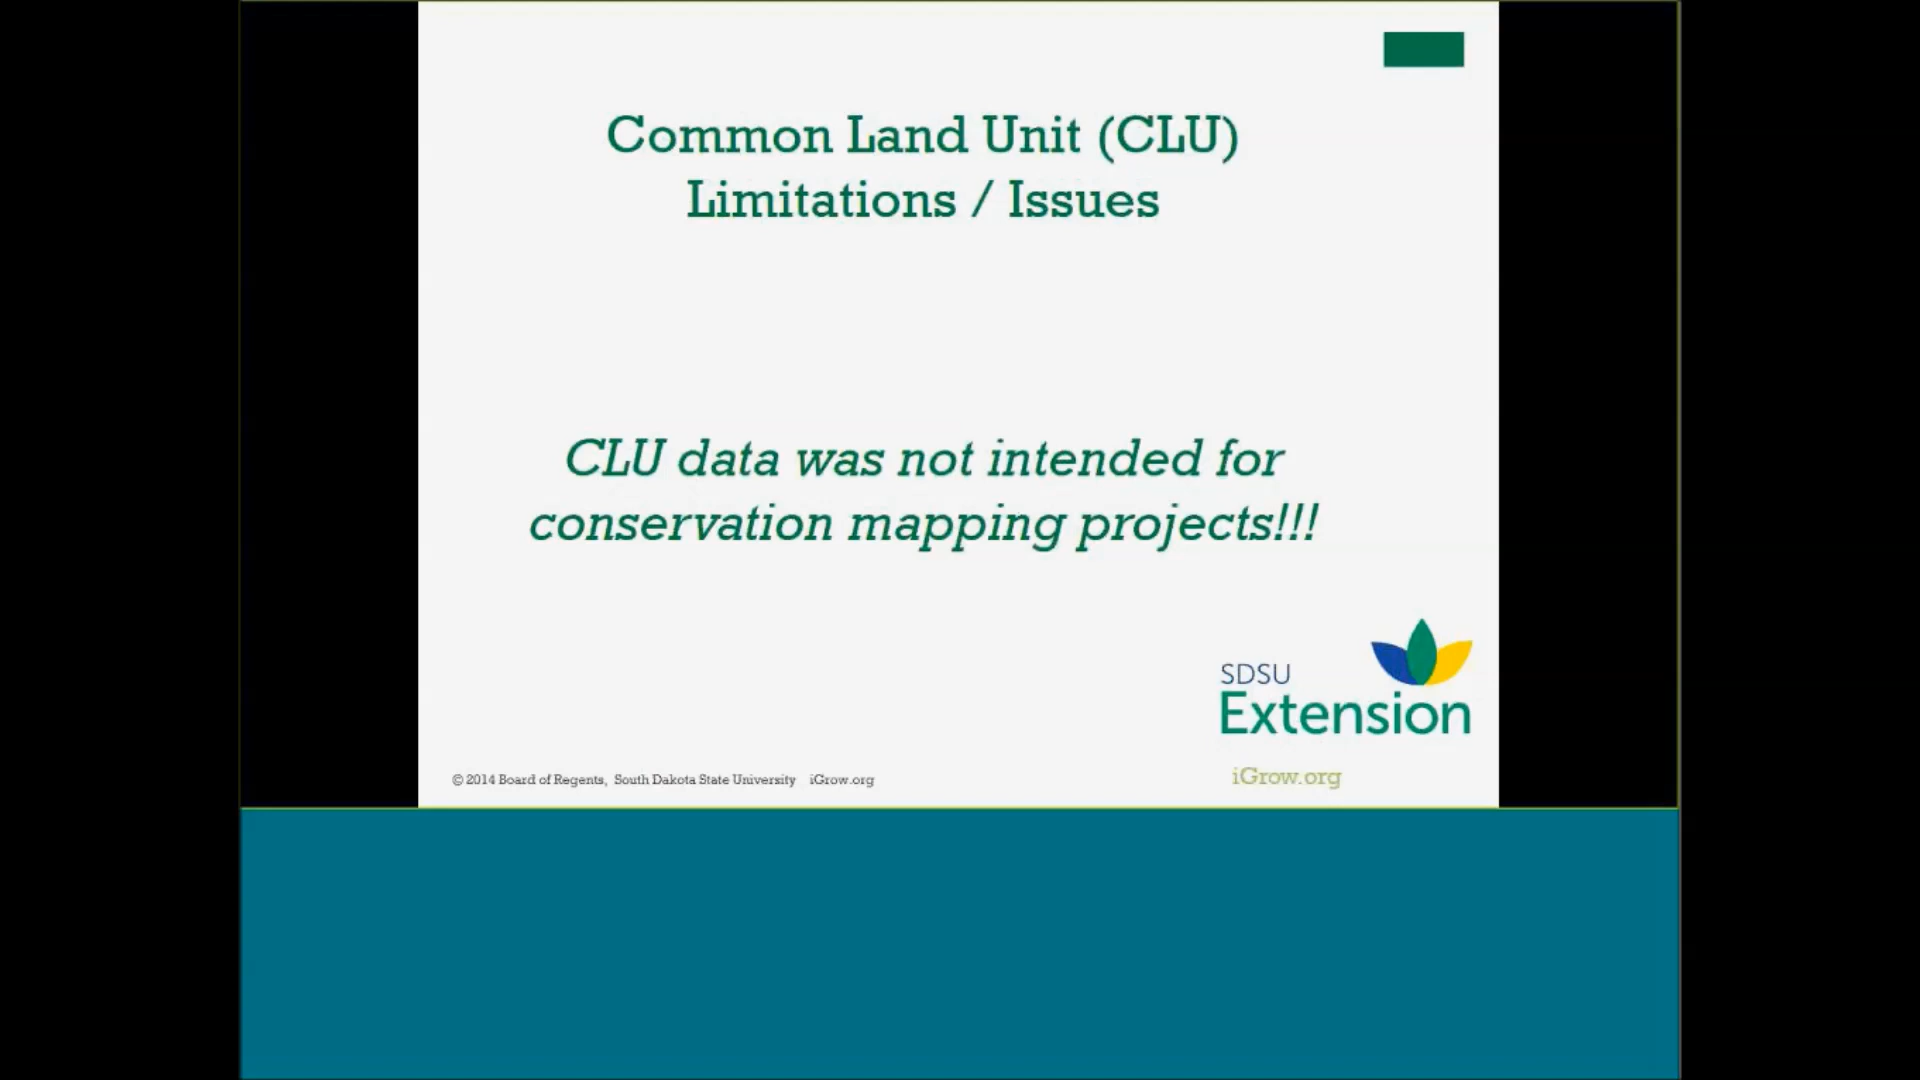 Common Land Unit (CLU)
Limitations / Issues
CLU data was not intended for
conservation mapping projects!!!
SDSU
Extension
© 2014 Board of Regents, South Dakota State University iGrow.org
iGrow.org